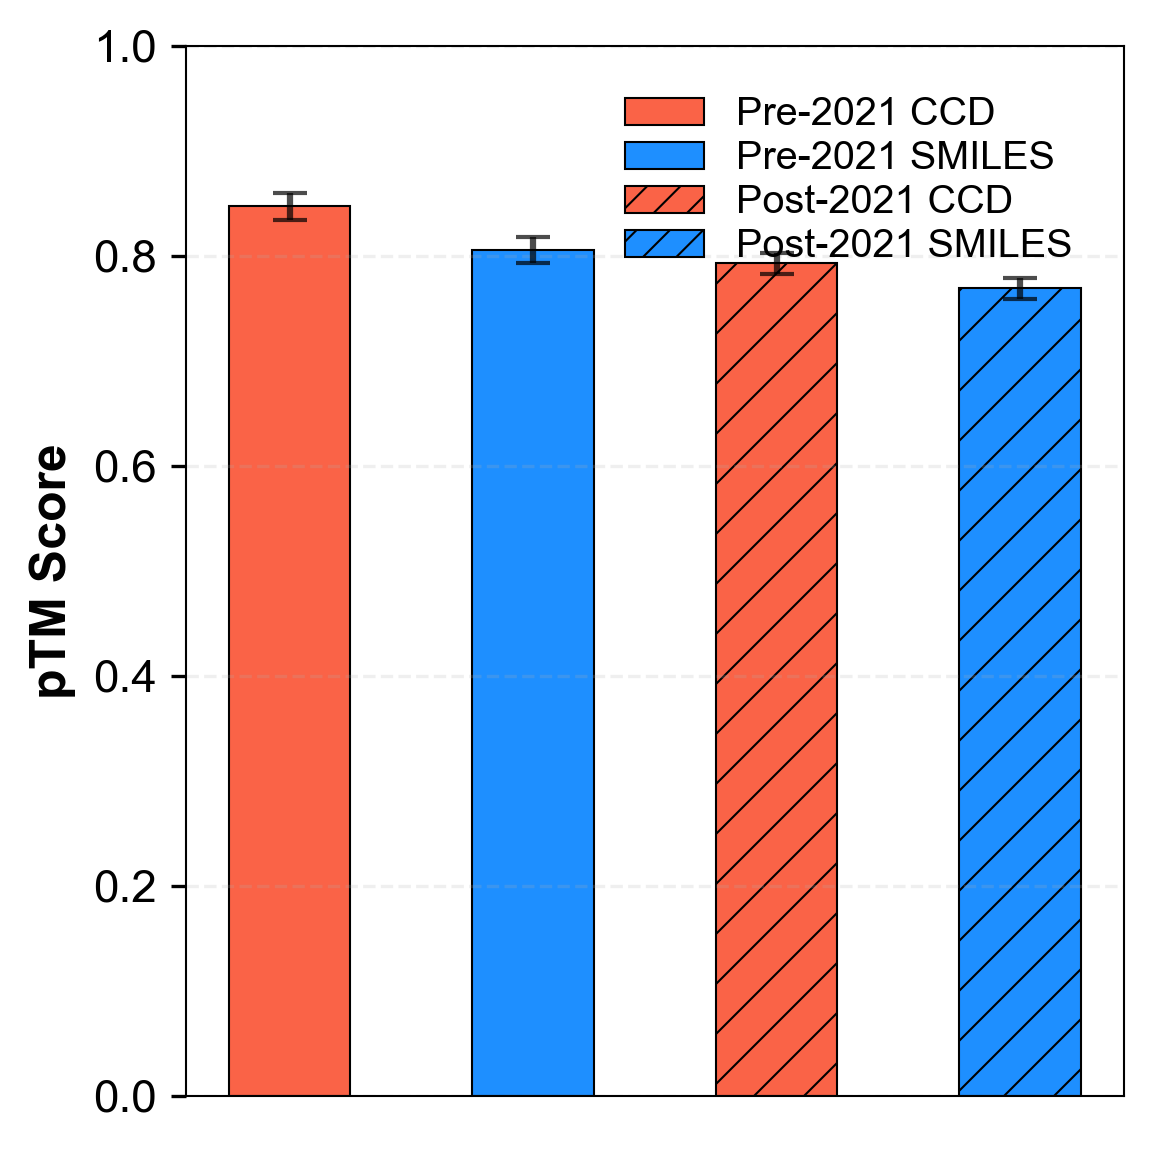 pTM Score
1.0
0.8
0.6
0.4
0.2
0.0
Pre-2021 CCD
Pre-2021 SMILES
Post-2021 CCD
Post-2021 SMILES